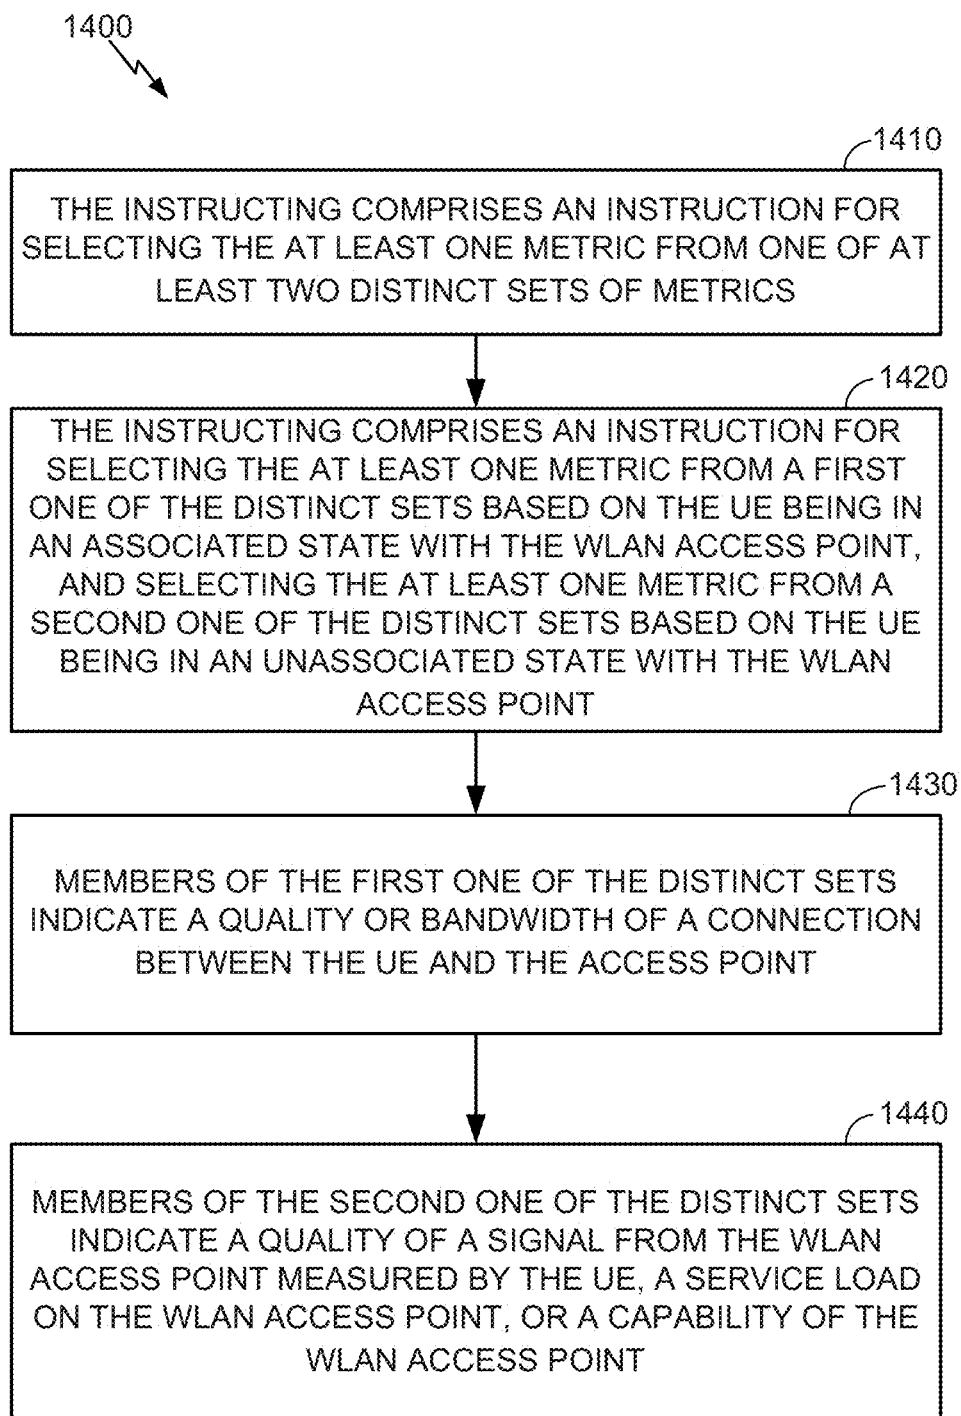 1400
1410
THE INSTRUCTING COMPRISES AN INSTRUCTION FOR
SELECTING THE AT LEAST ONE METRIC FROM ONE OF AT
LEAST TWO DISTINCT SETS OF METRICS
1420
THE INSTRUCTING COMPRISES AN INSTRUCTION FOR
SELECTING THE AT LEAST ONE METRIC FROM A FIRST
ONE OF THE DISTINCT SETS BASED ON THE UE BEING IN
AN ASSOCIATED STATE WITH THE WLAN ACCESS POINT,
AND SELECTING THE AT LEAST ONE METRIC FROM A
SECOND ONE OF THE DISTINCT SETS BASED ON THE UE
BEING IN AN UNASSOCIATED STATE WITH THE WLAN
ACCESS POINT
1430
MEMBERS OF THE FIRST ONE OF THE DISTINCT SETS
INDICATE A QUALITY OR BANDWIDTH OF A CONNECTION
BETWEEN THE UE AND THE ACCESS POINT
1440
MEMBERS OF THE SECOND ONE OF THE DISTINCT SETS
INDICATE A QUALITY OF A SIGNAL FROM THE WLAN
ACCESS POINT MEASURED BY THE UE, A SERVICE LOAD
ON THE WLAN ACCESS POINT, OR A CAPABILITY OF THE
WLAN ACCESS POINT